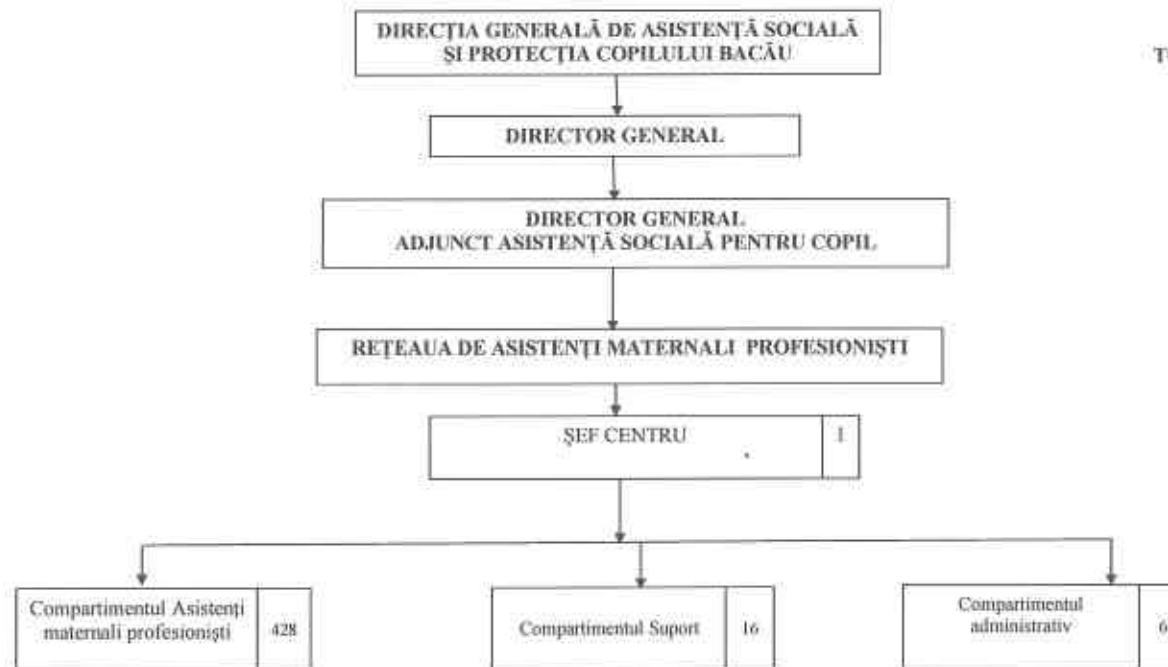 DIRECȚIA GENERALĂ DE ASISTENȚĂ SOCIALĂ
ȘI PROTECȚIA COPILULUI BACĂU
DIRECTOR GENERAL
DIRECTOR GENERAL
ADJUNCT ASISTENȚĂ SOCIALĂ PENTRU COPIL
REȚEAUA DE ASISTENȚI MATERNALI PROFESIONIȘTI
ȘEF CENTRU
1
Compartimentul Asistenți
maternali profesioniști
428
Compartimentul Suport
16
Compartimentul
administrativ
6